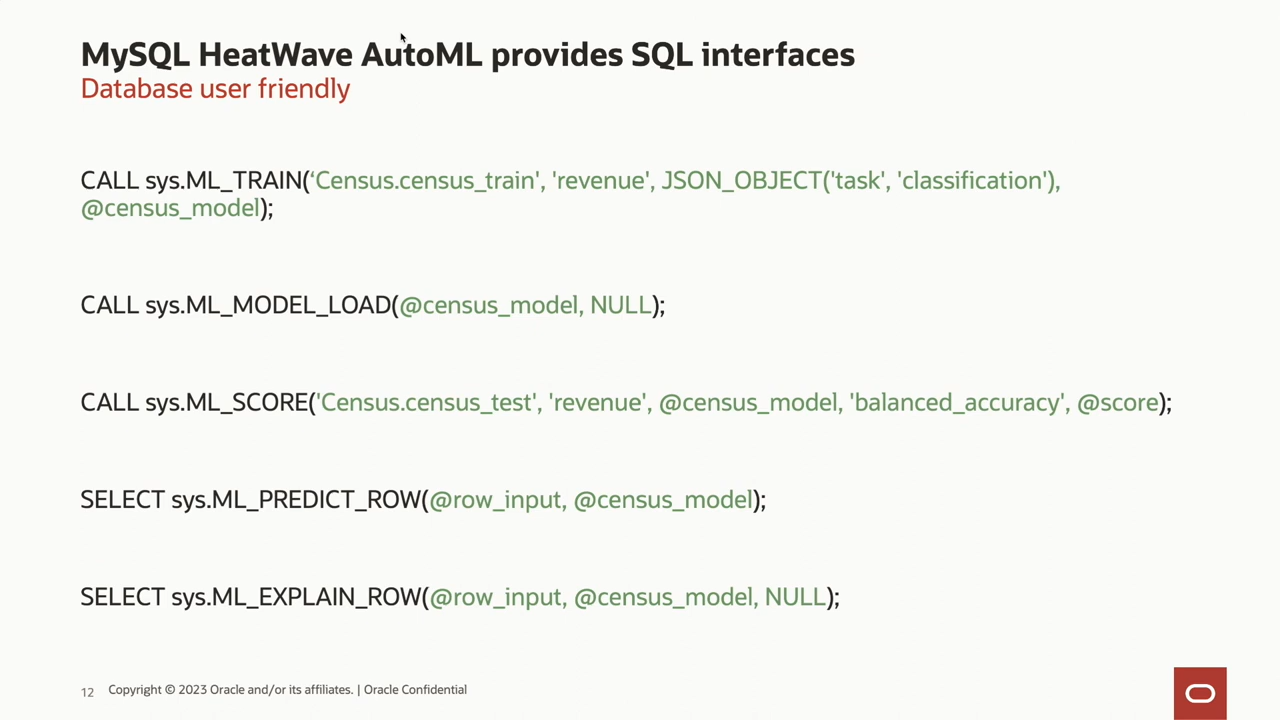 MySQL HeatWave AutoML provides SQL interfaces
Database user friendly
CALL sys.ML_TRAIN(‘Census.census_train', 'revenue', JSON_OBJECT('task', 'classification'),
@census_model);
CALL sys.ML_MODEL_LOAD(@census_model, NULL);
CALL sys.ML_SCORE('Census.census_test', 'revenue', @census_model, 'balanced_accuracy', @score);
SELECT sys.ML_PREDICT_ROW(@row_input, @census_model);
SELECT sys.ML_EXPLAIN_ROW(@row_input, @census_model, NULL);
12 Copyright © 2023 Oracle and/or its affiliates. | Oracle Confidential